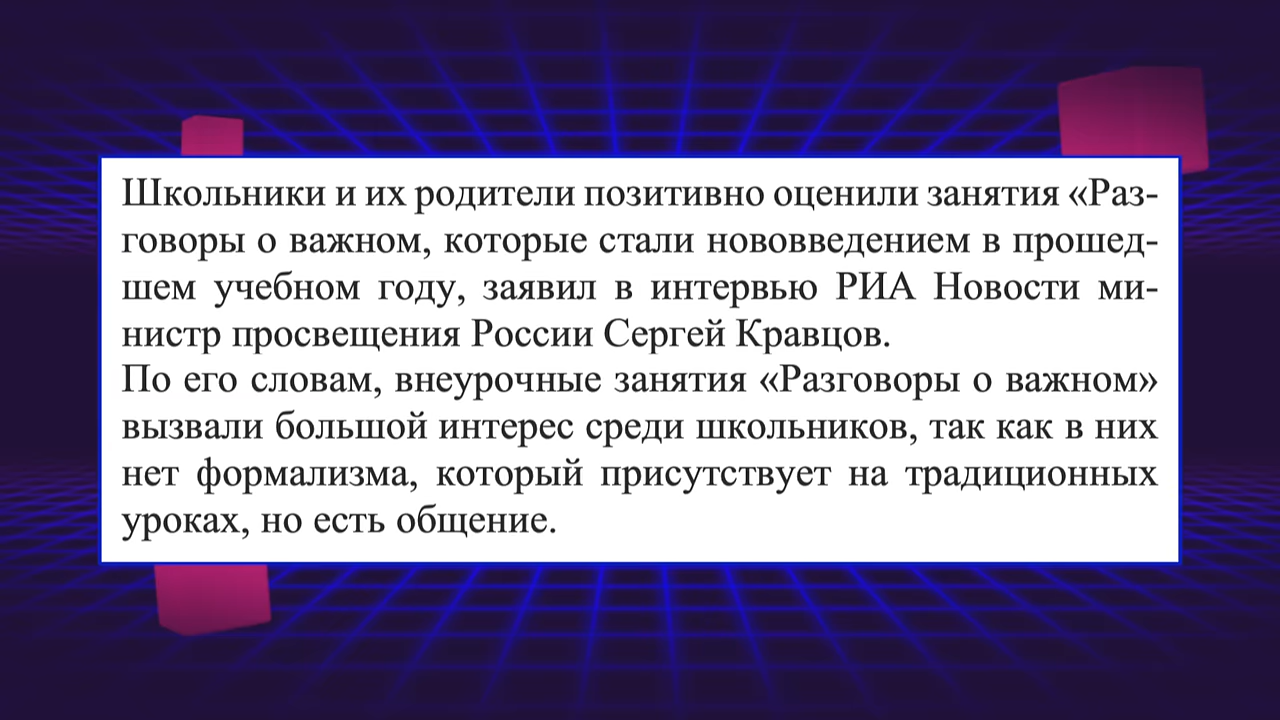 Школьники и их родители позитивно оценили занятия «Раз-
говоры о важном, которые стали нововведением в прошед-
шем учебном году, заявил в интервью РИА Новости ми-
нистр просвещения России Сергей Кравцов.
По его словам, внеурочные занятия «Разговоры о важном»
вызвали большой интерес среди школьников, так как в них
нет формализма, который присутствует на традиционных
уроках, но есть общение.